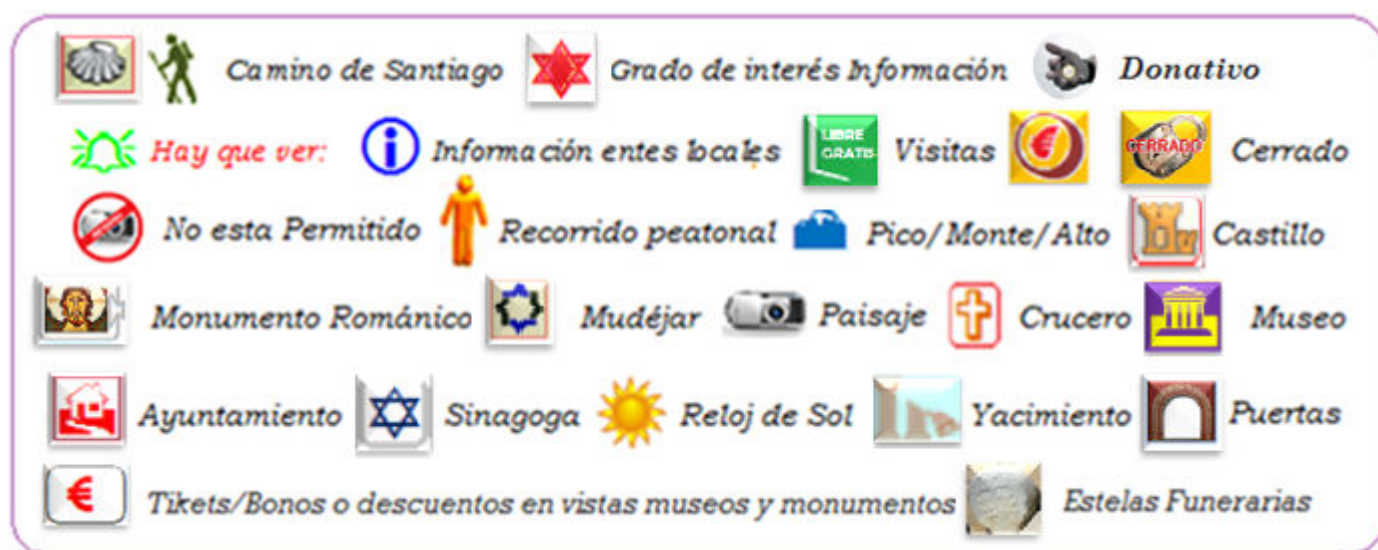 Camino de Santiago Grado de interés Información Donativo
Hay que ver: Información entes locales LIBRE GRATIS Visitas € CERRADO Cerrado
No esta Permitido Recorrido peatonal Pico/Monte/Alto Castillo
Monumento Románico Mudéjar Paisaje Crucero Museo
Ayuntamiento Sinagoga Reloj de Sol Yacimiento Puertas
€ Tikets/Bonos o descuentos en vistas museos y monumentos Estelas Funerarias